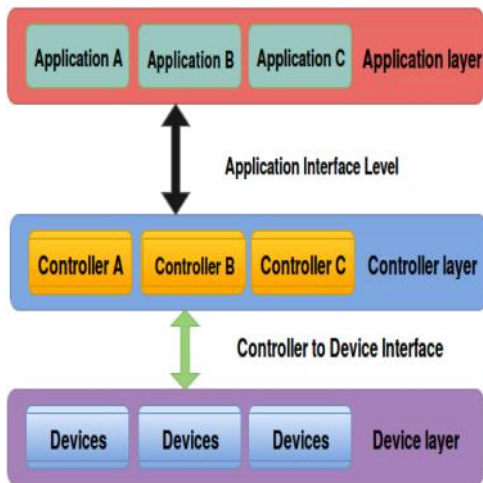 Application A Application B Application C Application layer
Application Interface Level
Controller A Controller B Controller C Controller layer
Controller to Device Interface
Devices Devices Devices Device layer